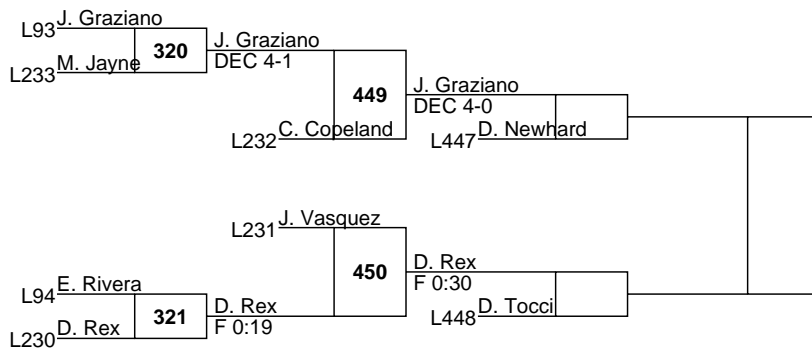 L93 J. Graziano
320
J. Graziano
DEC 4-1
L233 M. Jayne
449
J. Graziano
DEC 4-0
L232 C. Copeland
L447 D. Newhard
L231 J. Vasquez
450
D. Rex
F 0:30
L94 E. Rivera
321
D. Rex
F 0:19
L448 D. Tocci
L230 D. Rex